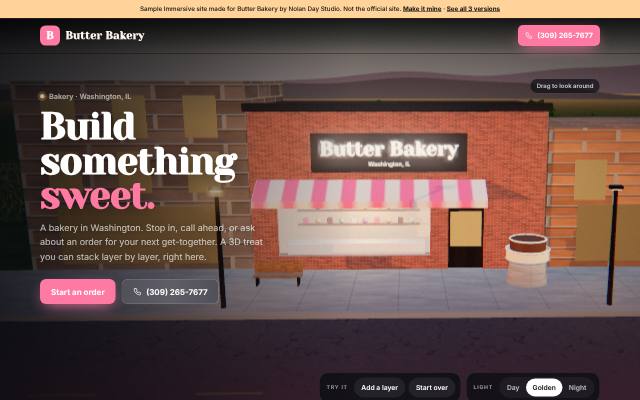 Sample Immersive site made for Butter Bakery by Nolan Day Studio. Not the official site. Make it mine · See all 3 versions
B Butter Bakery
(309) 265-7677
Drag to look around
Bakery · Washington, IL
Build
something
sweet.
Butter Bakery
Washington, IL
A bakery in Washington. Stop in, call ahead, or ask
about an order for your next get-together. A 3D treat
you can stack layer by layer, right here.
Start an order
(309) 265-7677
TRY IT Add a layer Start over
LIGHT Day Golden Night